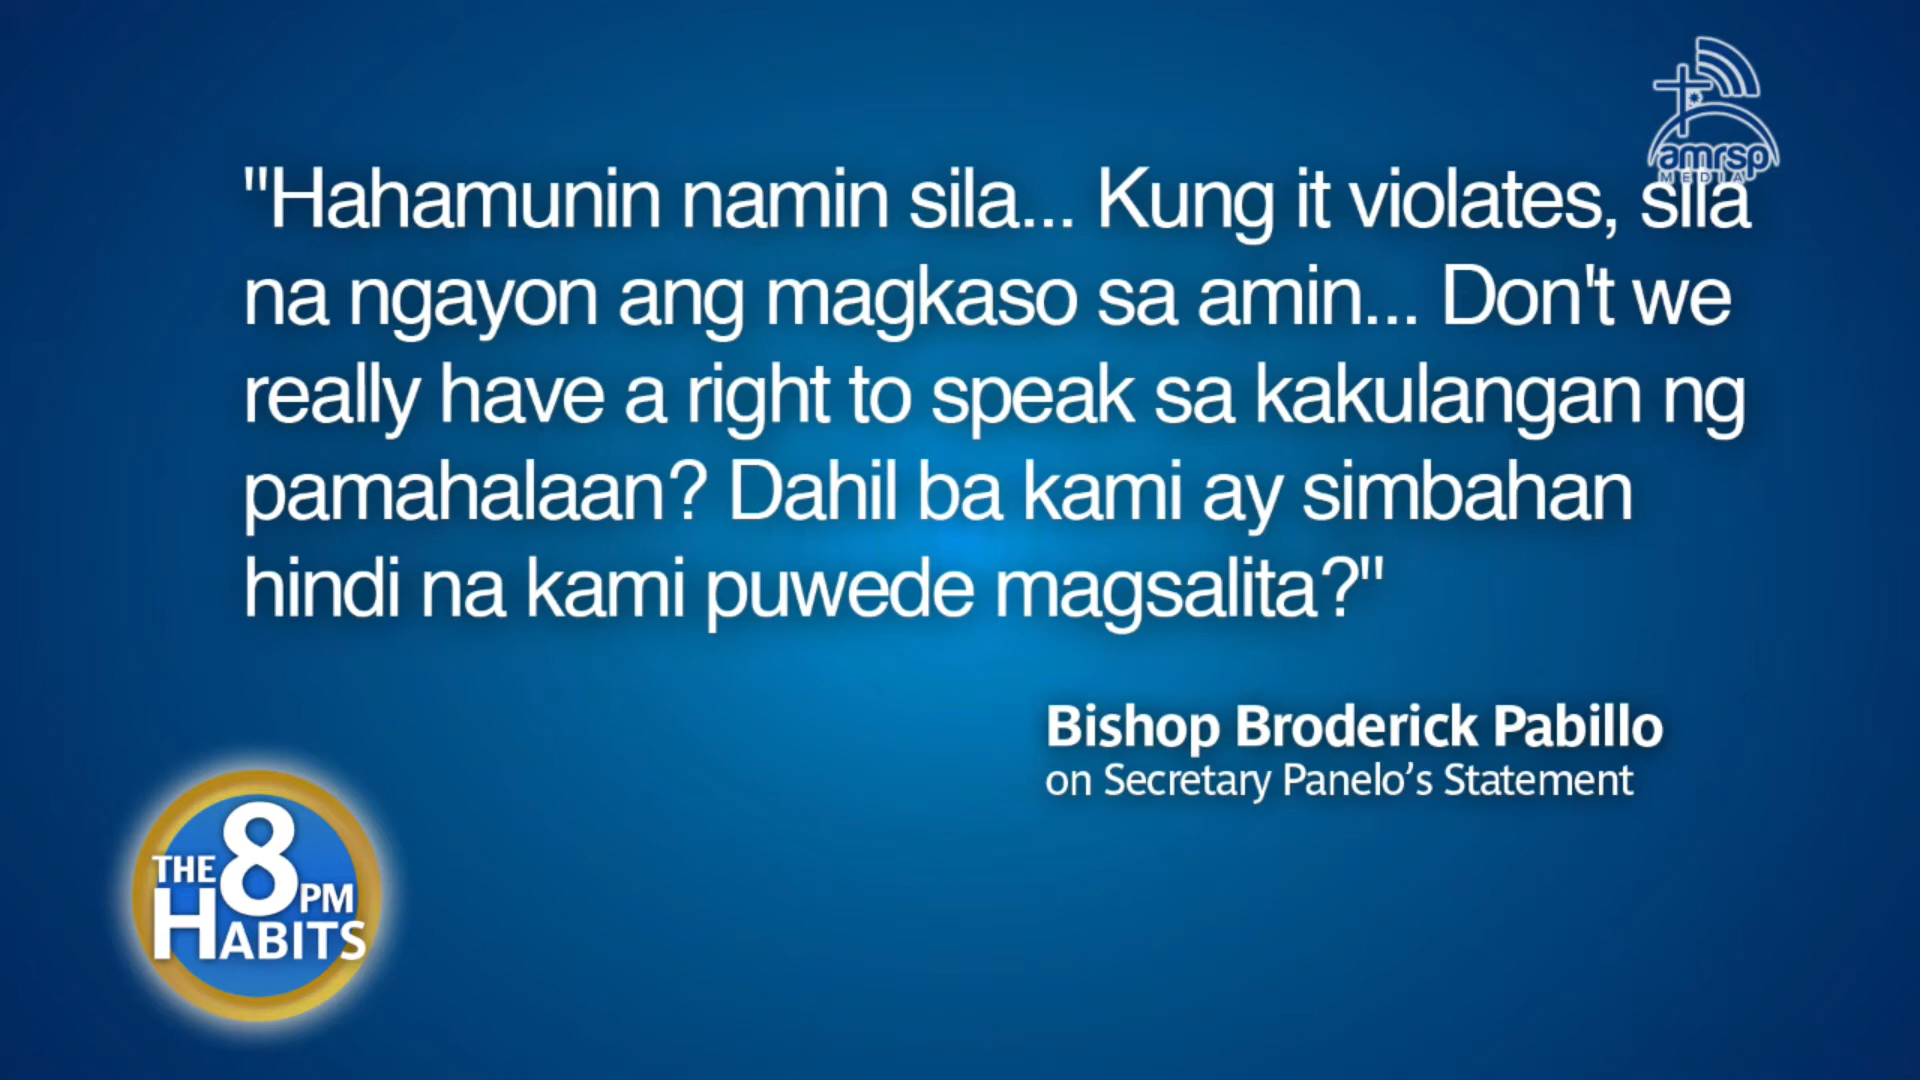 amrsp
MEDIA
"Hahamunin namin sila... Kung it violates, sila
na ngayon ang magkaso sa amin... Don't we
really have a right to speak sa kakulangan ng
pamahalaan? Dahil ba kami ay simbahan
hindi na kami puwede magsalita?"
Bishop Broderick Pabillo
on Secretary Panelo’s Statement
THE 8PM
HABITS